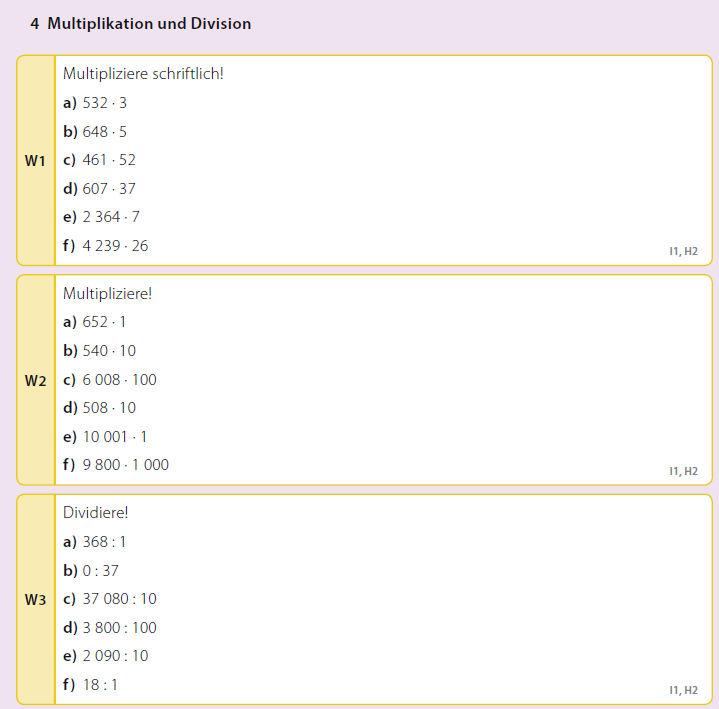 4 Multiplikation und Division
W1
Multipliziere schriftlich!
a) 532 · 3
b) 648 · 5
c) 461 · 52
d) 607 · 37
e) 2 364 · 7
f) 4 239 · 26
I1, H2
W2
Multipliziere!
a) 652 · 1
b) 540 · 10
c) 6 008 · 100
d) 508 · 10
e) 10 001 · 1
f) 9 800 · 1 000
I1, H2
W3
Dividiere!
a) 368 : 1
b) 0 : 37
c) 37 080 : 10
d) 3 800 : 100
e) 2 090 : 10
f) 18 : 1
I1, H2